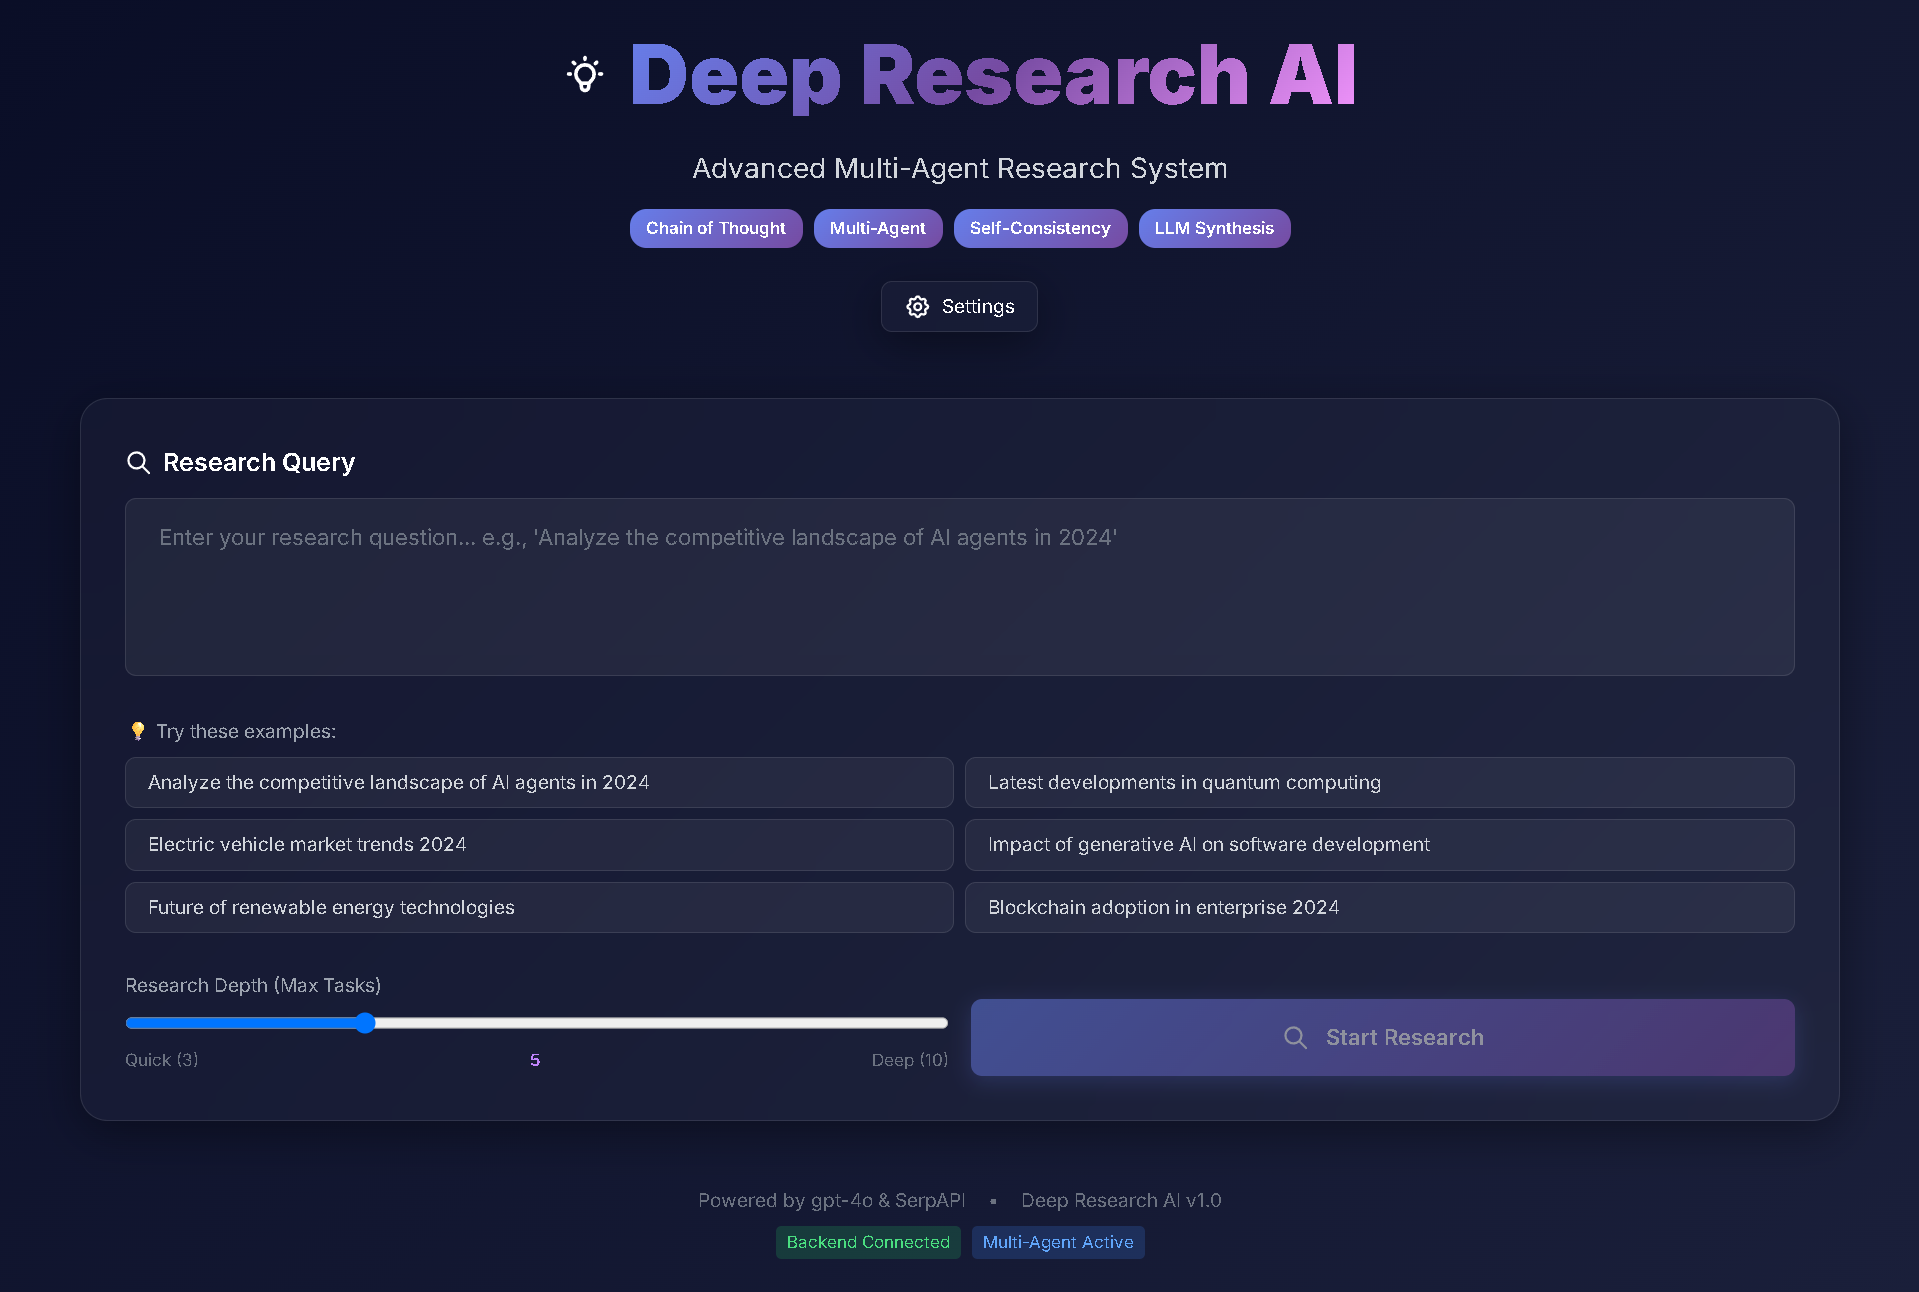 Deep Research AI
Advanced Multi-Agent Research System
Chain of Thought Multi-Agent Self-Consistency LLM Synthesis
Settings
Research Query
Enter your research question... e.g., 'Analyze the competitive landscape of AI agents in 2024'
Try these examples:
Analyze the competitive landscape of AI agents in 2024
Latest developments in quantum computing
Electric vehicle market trends 2024
Impact of generative AI on software development
Future of renewable energy technologies
Blockchain adoption in enterprise 2024
Research Depth (Max Tasks)
Quick (3) 5 Deep (10)
Start Research
Powered by gpt-4o & SerpAPI • Deep Research AI v1.0
Backend Connected Multi-Agent Active